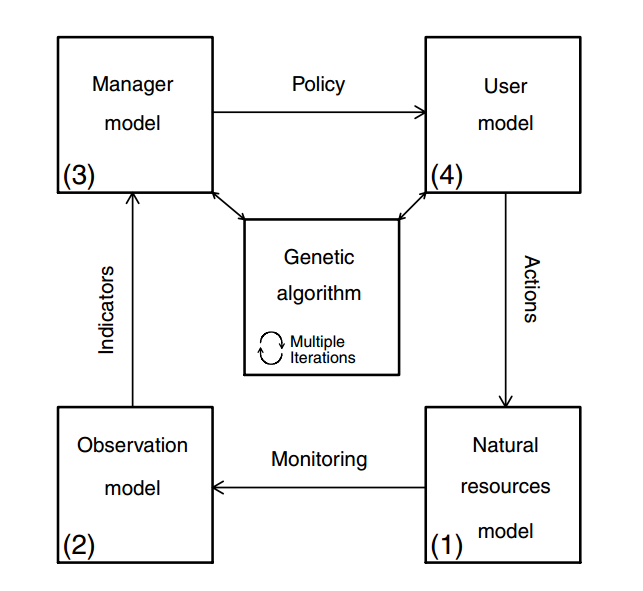 Manager
model
(3)
Policy
User
model
(4)
Genetic
algorithm
Multiple
Iterations
Indicators
Actions
Observation
model
(2)
Monitoring
Natural
resources
model
(1)